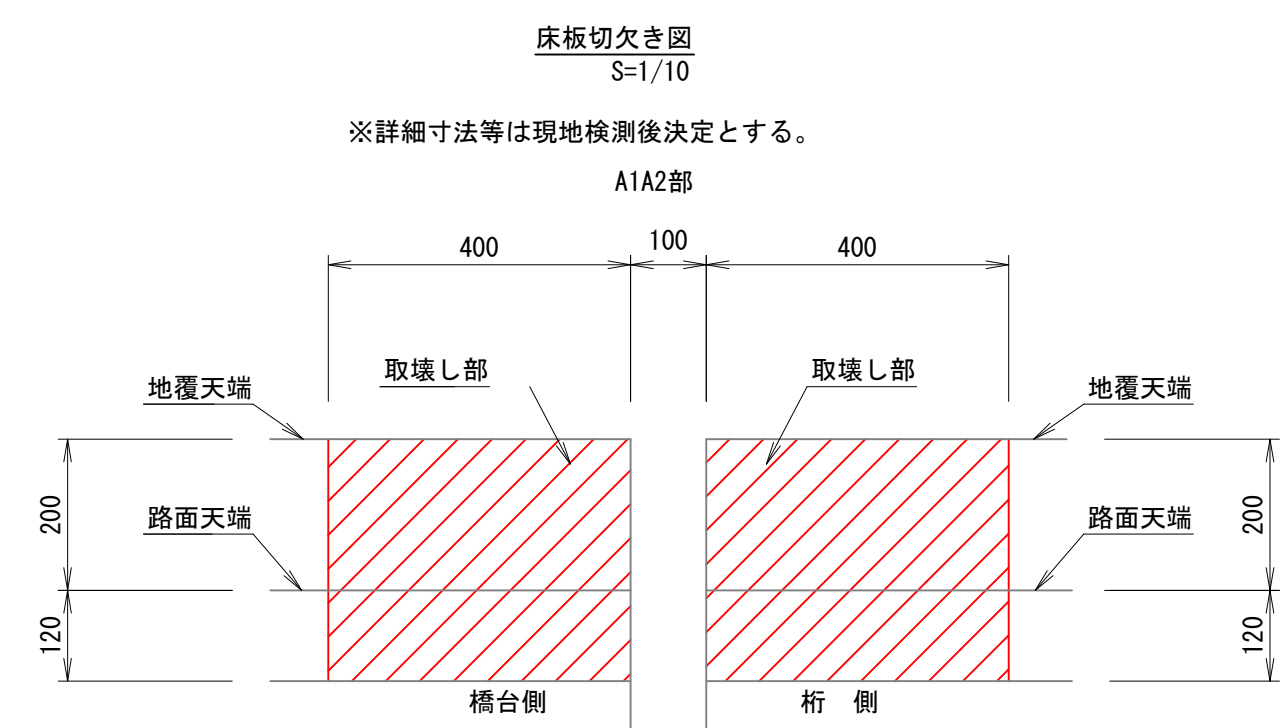 床板切欠き図
S=1/10
※詳細寸法等は現地検測後決定とする。
A1A2部
400
100
400
取壊し部
取壊し部
地覆天端
地覆天端
200
路面天端
路面天端
200
120
120
橋台側
桁　側